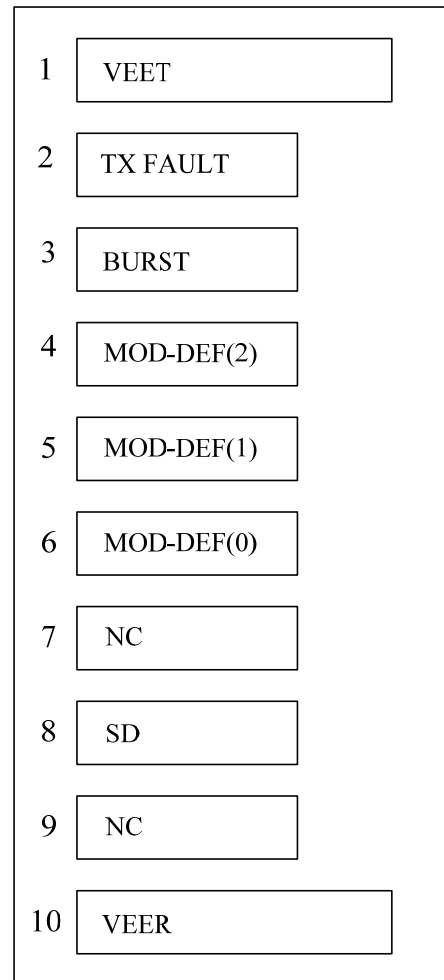 1 VEET
2 TX FAULT
3 BURST
4 MOD-DEF(2)
5 MOD-DEF(1)
6 MOD-DEF(0)
7 NC
8 SD
9 NC
10 VEER